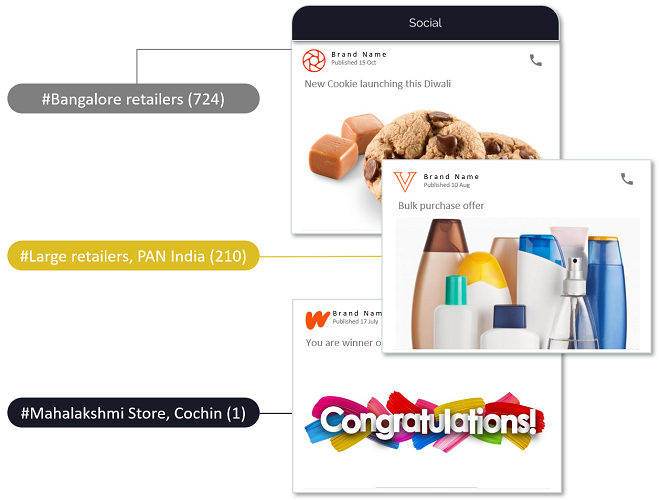 Social
Brand Name
Published 15 Oct
New Cookie launching this Diwali
#Bangalore retailers (724)
Brand Name
Published 10 Aug
Bulk purchase offer
#Large retailers, PAN India (210)
Brand Nam
Published 17 July
You are winner o
#Mahalakshmi Store, Cochin (1)
Congratulations!